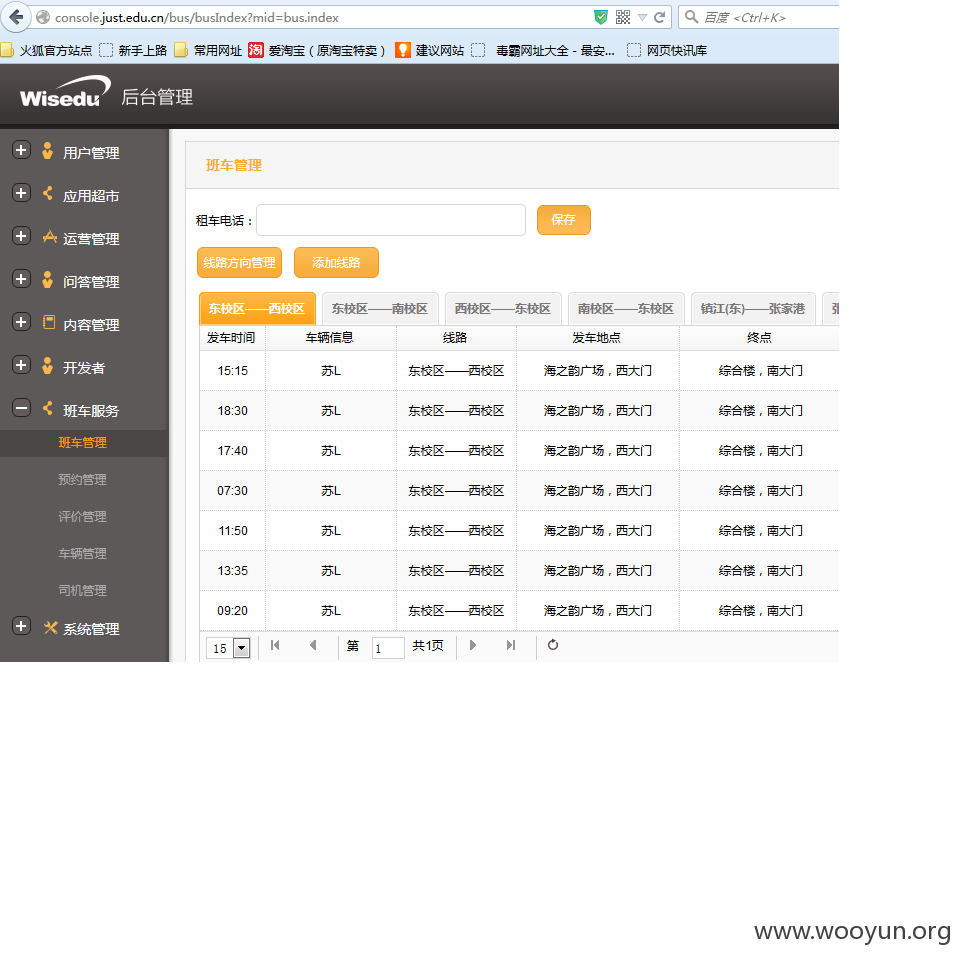 console.just.edu.cn/bus/busIndex?mid=bus.index 百度 <Ctrl+K>
火狐官方站点 新手上路 常用网址 淘 爱淘宝（原淘宝特卖） 建议网站 毒霸网址大全 - 最安... 网页快讯库
Wisedu 后台管理
用户管理
应用超市
运营管理
问答管理
内容管理
开发者
班车服务
班车管理
预约管理
评价管理
车辆管理
司机管理
系统管理
班车管理
租车电话： 保存
线路方向管理 添加线路
东校区——西校区 东校区——南校区 西校区——东校区 南校区——东校区 镇江(东)——张家港
发车时间 车辆信息 线路 发车地点 终点
15:15 苏L 东校区——西校区 海之韵广场，西大门 综合楼，南大门
18:30 苏L 东校区——西校区 海之韵广场，西大门 综合楼，南大门
17:40 苏L 东校区——西校区 海之韵广场，西大门 综合楼，南大门
07:30 苏L 东校区——西校区 海之韵广场，西大门 综合楼，南大门
11:50 苏L 东校区——西校区 海之韵广场，西大门 综合楼，南大门
13:35 苏L 东校区——西校区 海之韵广场，西大门 综合楼，南大门
09:20 苏L 东校区——西校区 海之韵广场，西大门 综合楼，南大门
15 第 1 共1页
www.wooyun.org